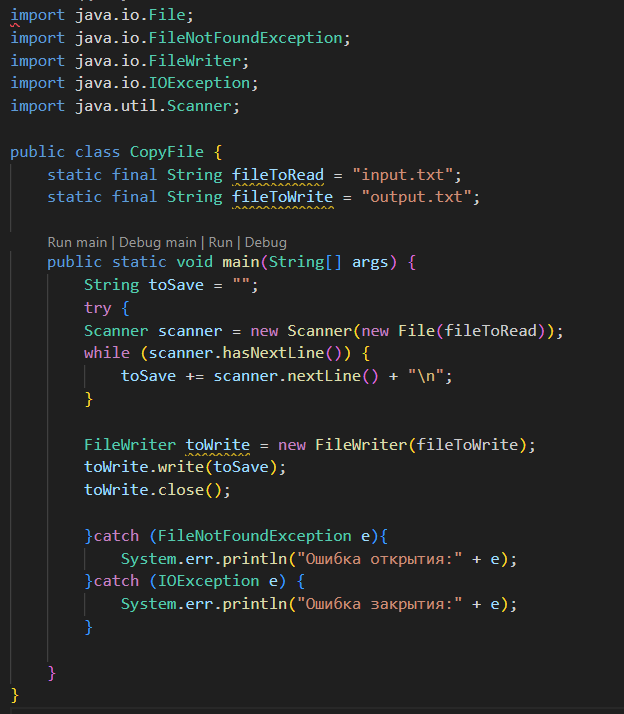 import java.io.File;
import java.io.FileNotFoundException;
import java.io.FileWriter;
import java.io.IOException;
import java.util.Scanner;
public class CopyFile {
static final String fileToRead = "input.txt";
static final String fileToWrite = "output.txt";
Run main | Debug main | Run | Debug
public static void main(String[] args) {
String toSave = "";
try {
Scanner scanner = new Scanner(new File(fileToRead));
while (scanner.hasNextLine()) {
toSave += scanner.nextLine() + "\n";
}
FileWriter toWrite = new FileWriter(fileToWrite);
toWrite.write(toSave);
toWrite.close();
}catch (FileNotFoundException e){
System.err.println("Ошибка открытия:" + e);
}catch (IOException e) {
System.err.println("Ошибка закрытия:" + e);
}
}
}